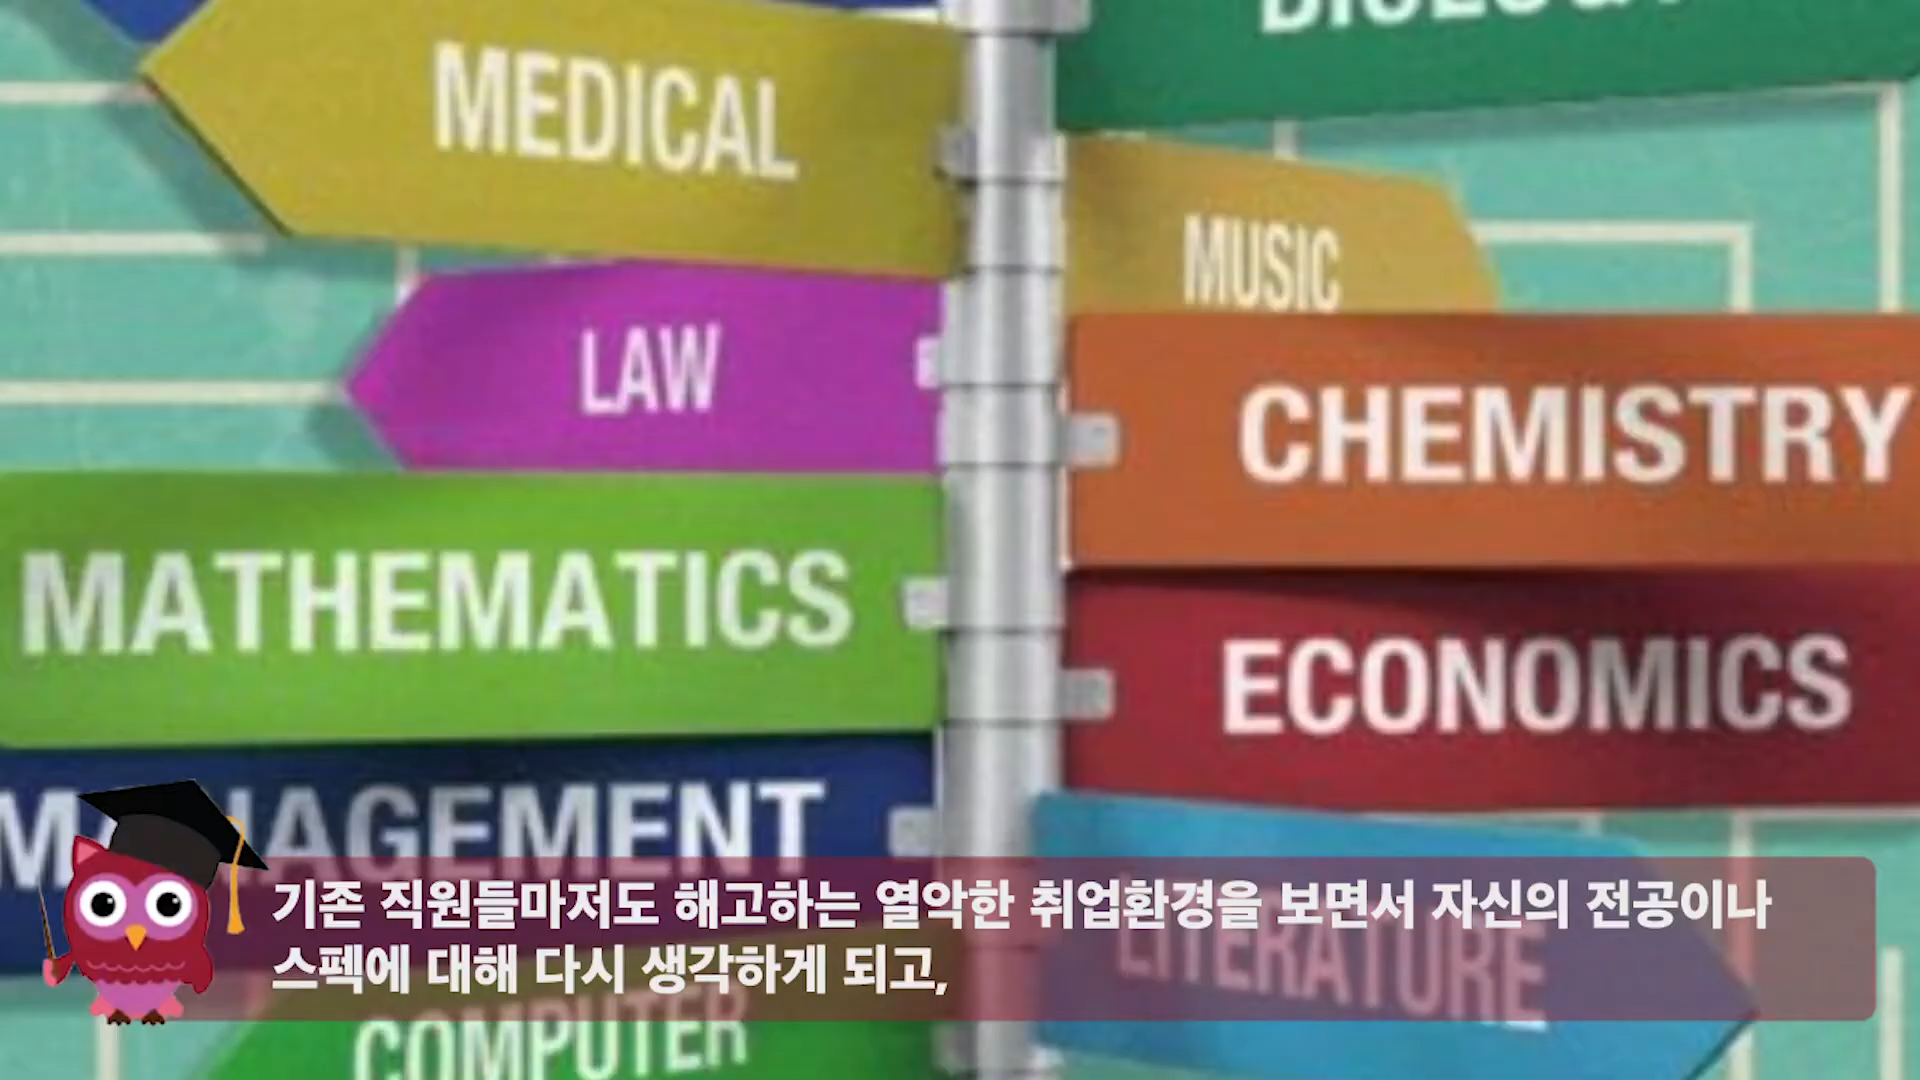 MEDICAL
MUSIC
LAW
CHEMISTRY
MATHEMATICS
ECONOMICS
MANAGEMENT
기존 직원들마저도 해고하는 열악한 취업환경을 보면서 자신의 전공이나
스펙에 대해 다시 생각하게 되고,
LITERATURE
COMPUTER